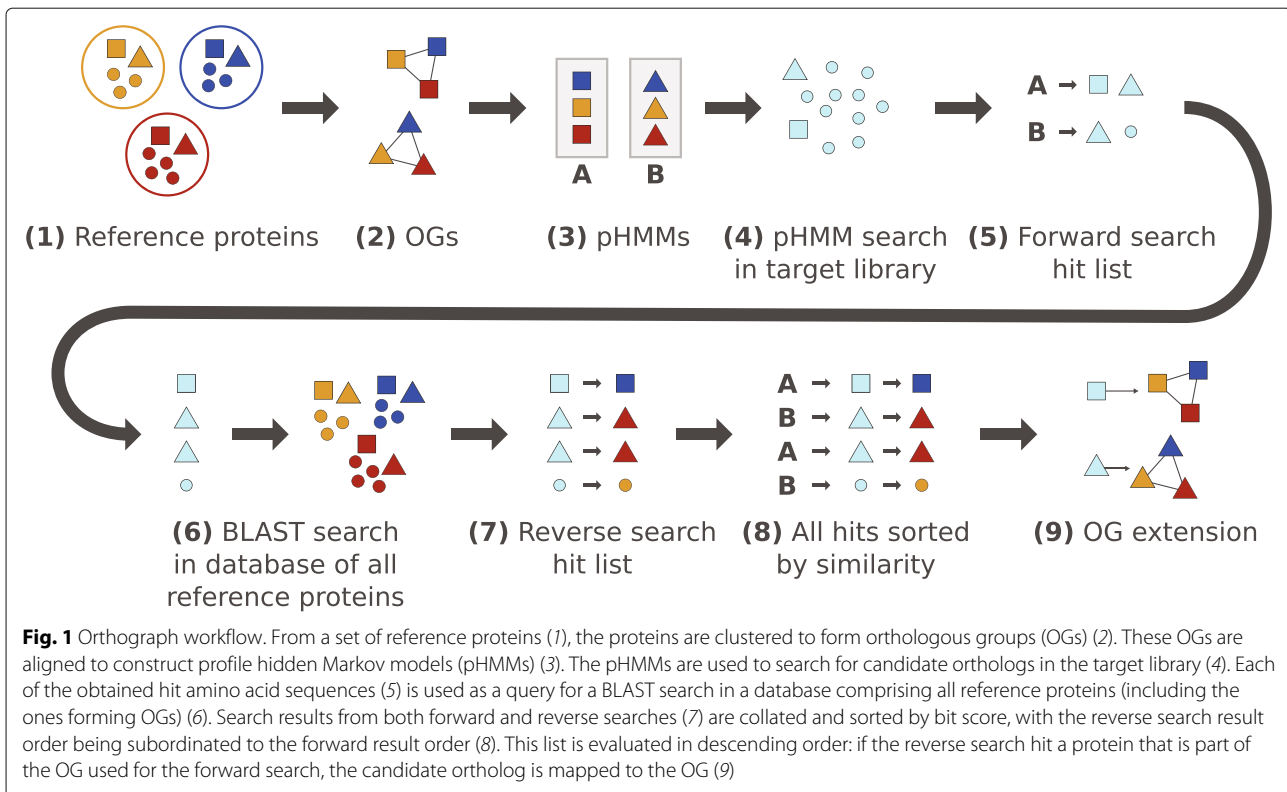 A B
A →
B →
(1) Reference proteins (2) OGs (3) pHMMs (4) pHMM search in target library (5) Forward search hit list
A → →
B → →
A → →
B → →
(6) BLAST search in database of all reference proteins (7) Reverse search hit list (8) All hits sorted by similarity (9) OG extension
Fig. 1 Orthograph workflow. From a set of reference proteins (1), the proteins are clustered to form orthologous groups (OGs) (2). These OGs are
aligned to construct profile hidden Markov models (pHMMs) (3). The pHMMs are used to search for candidate orthologs in the target library (4). Each
of the obtained hit amino acid sequences (5) is used as a query for a BLAST search in a database comprising all reference proteins (including the
ones forming OGs) (6). Search results from both forward and reverse searches (7) are collated and sorted by bit score, with the reverse search result
order being subordinated to the forward result order (8). This list is evaluated in descending order: if the reverse search hit a protein that is part of
the OG used for the forward search, the candidate ortholog is mapped to the OG (9)